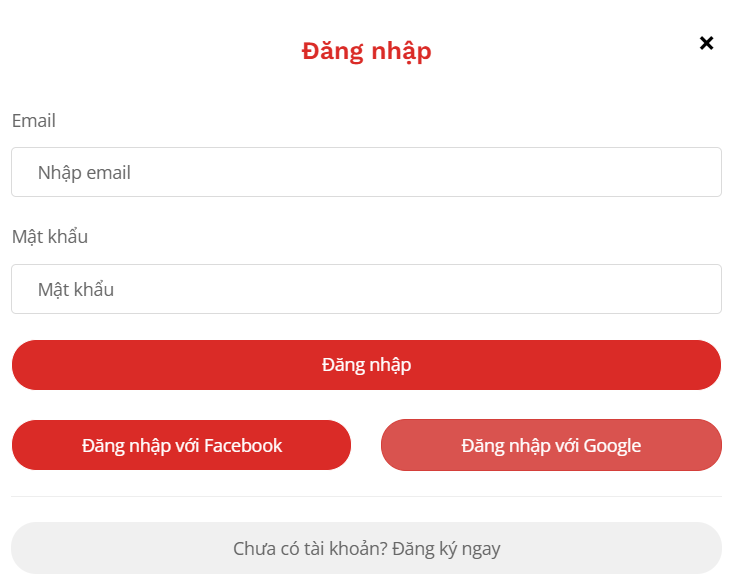 Đăng nhập
Email
Nhập email
Mật khẩu
Mật khẩu
Đăng nhập
Đăng nhập với Facebook
Đăng nhập với Google
Chưa có tài khoản? Đăng ký ngay